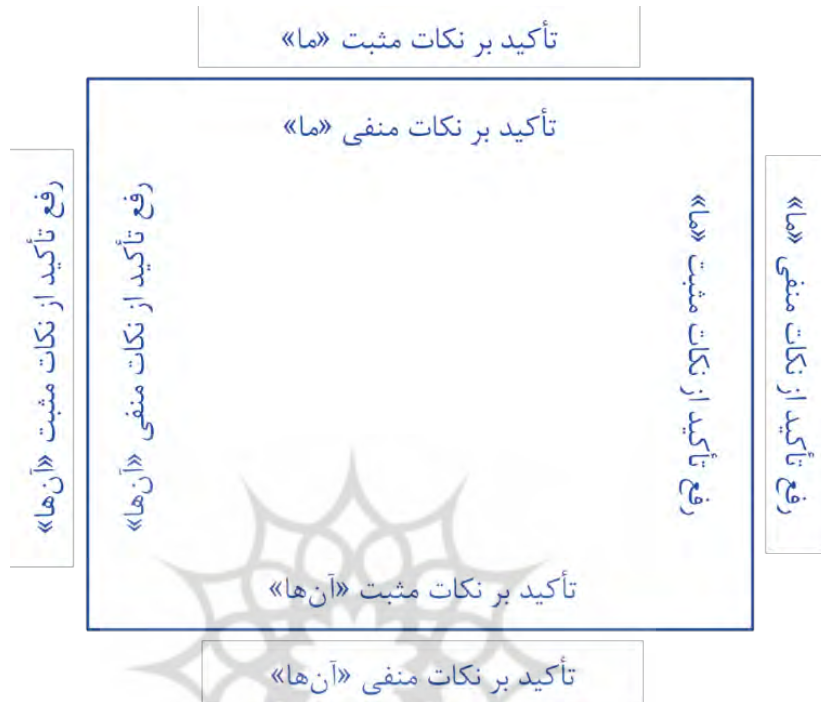 تأکید بر نکات مثبت «ما»
تأکید بر نکات منفی «ما»
رفع تأکید از نکات منفی «ما»
رفع تأکید از نکات مثبت «ما»
رفع تأکید از نکات منفی «آن‌ها»
رفع تأکید از نکات مثبت «آن‌ها»
تأکید بر نکات مثبت «آن‌ها»
تأکید بر نکات منفی «آن‌ها»